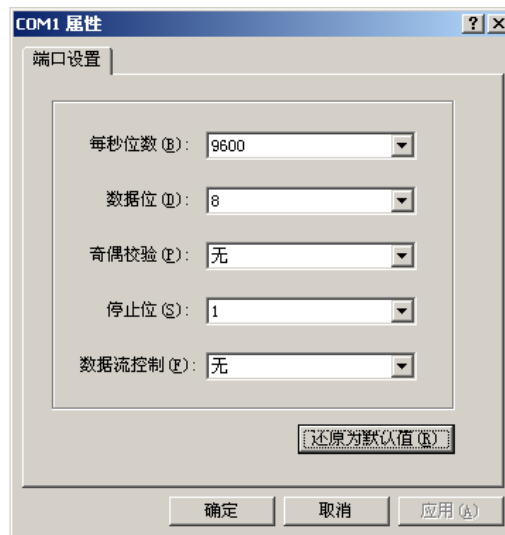 COM1 属性
端口设置
每秒位数(B): 9600
数据位(D): 8
奇偶校验(P): 无
停止位(S): 1
数据流控制(F): 无
还原为默认值(R)
确定 取消 应用(A)